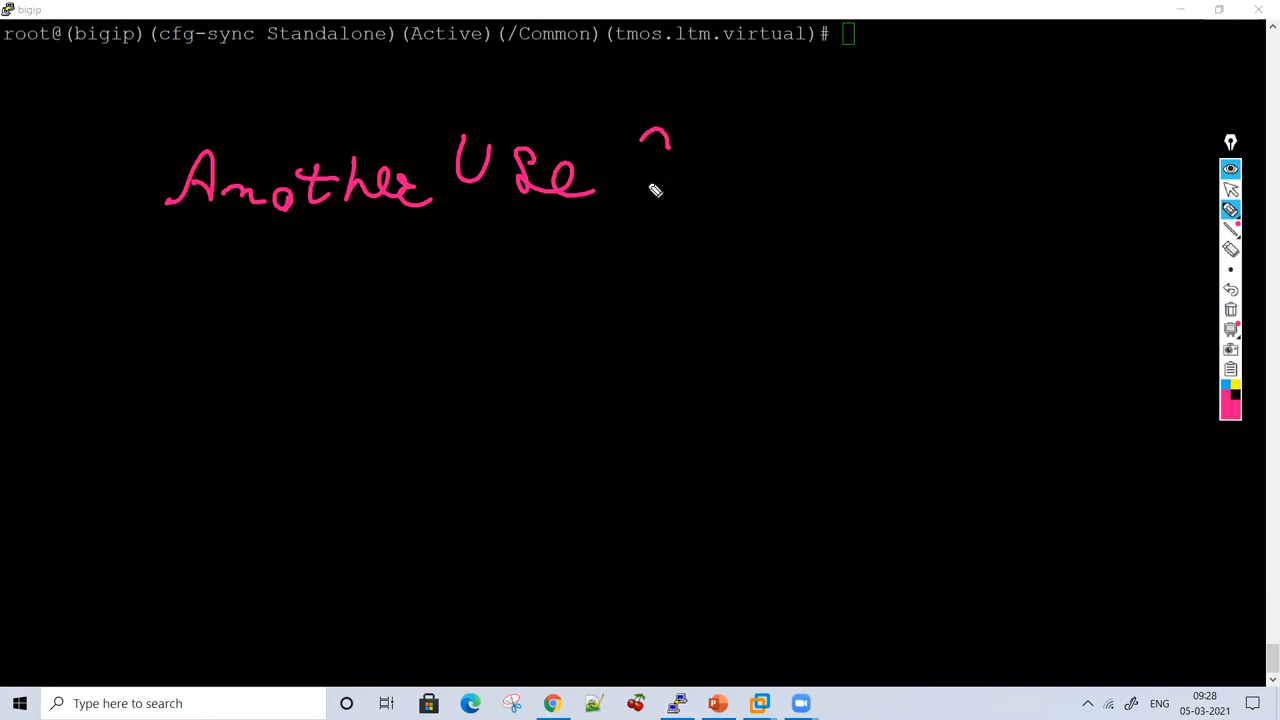 bigip
root@(bigip)(cfg-sync Standalone)(Active)(/Common)(tmos.ltm.virtual)#
Another Use
Type here to search
ENG
09:28
05-03-2021